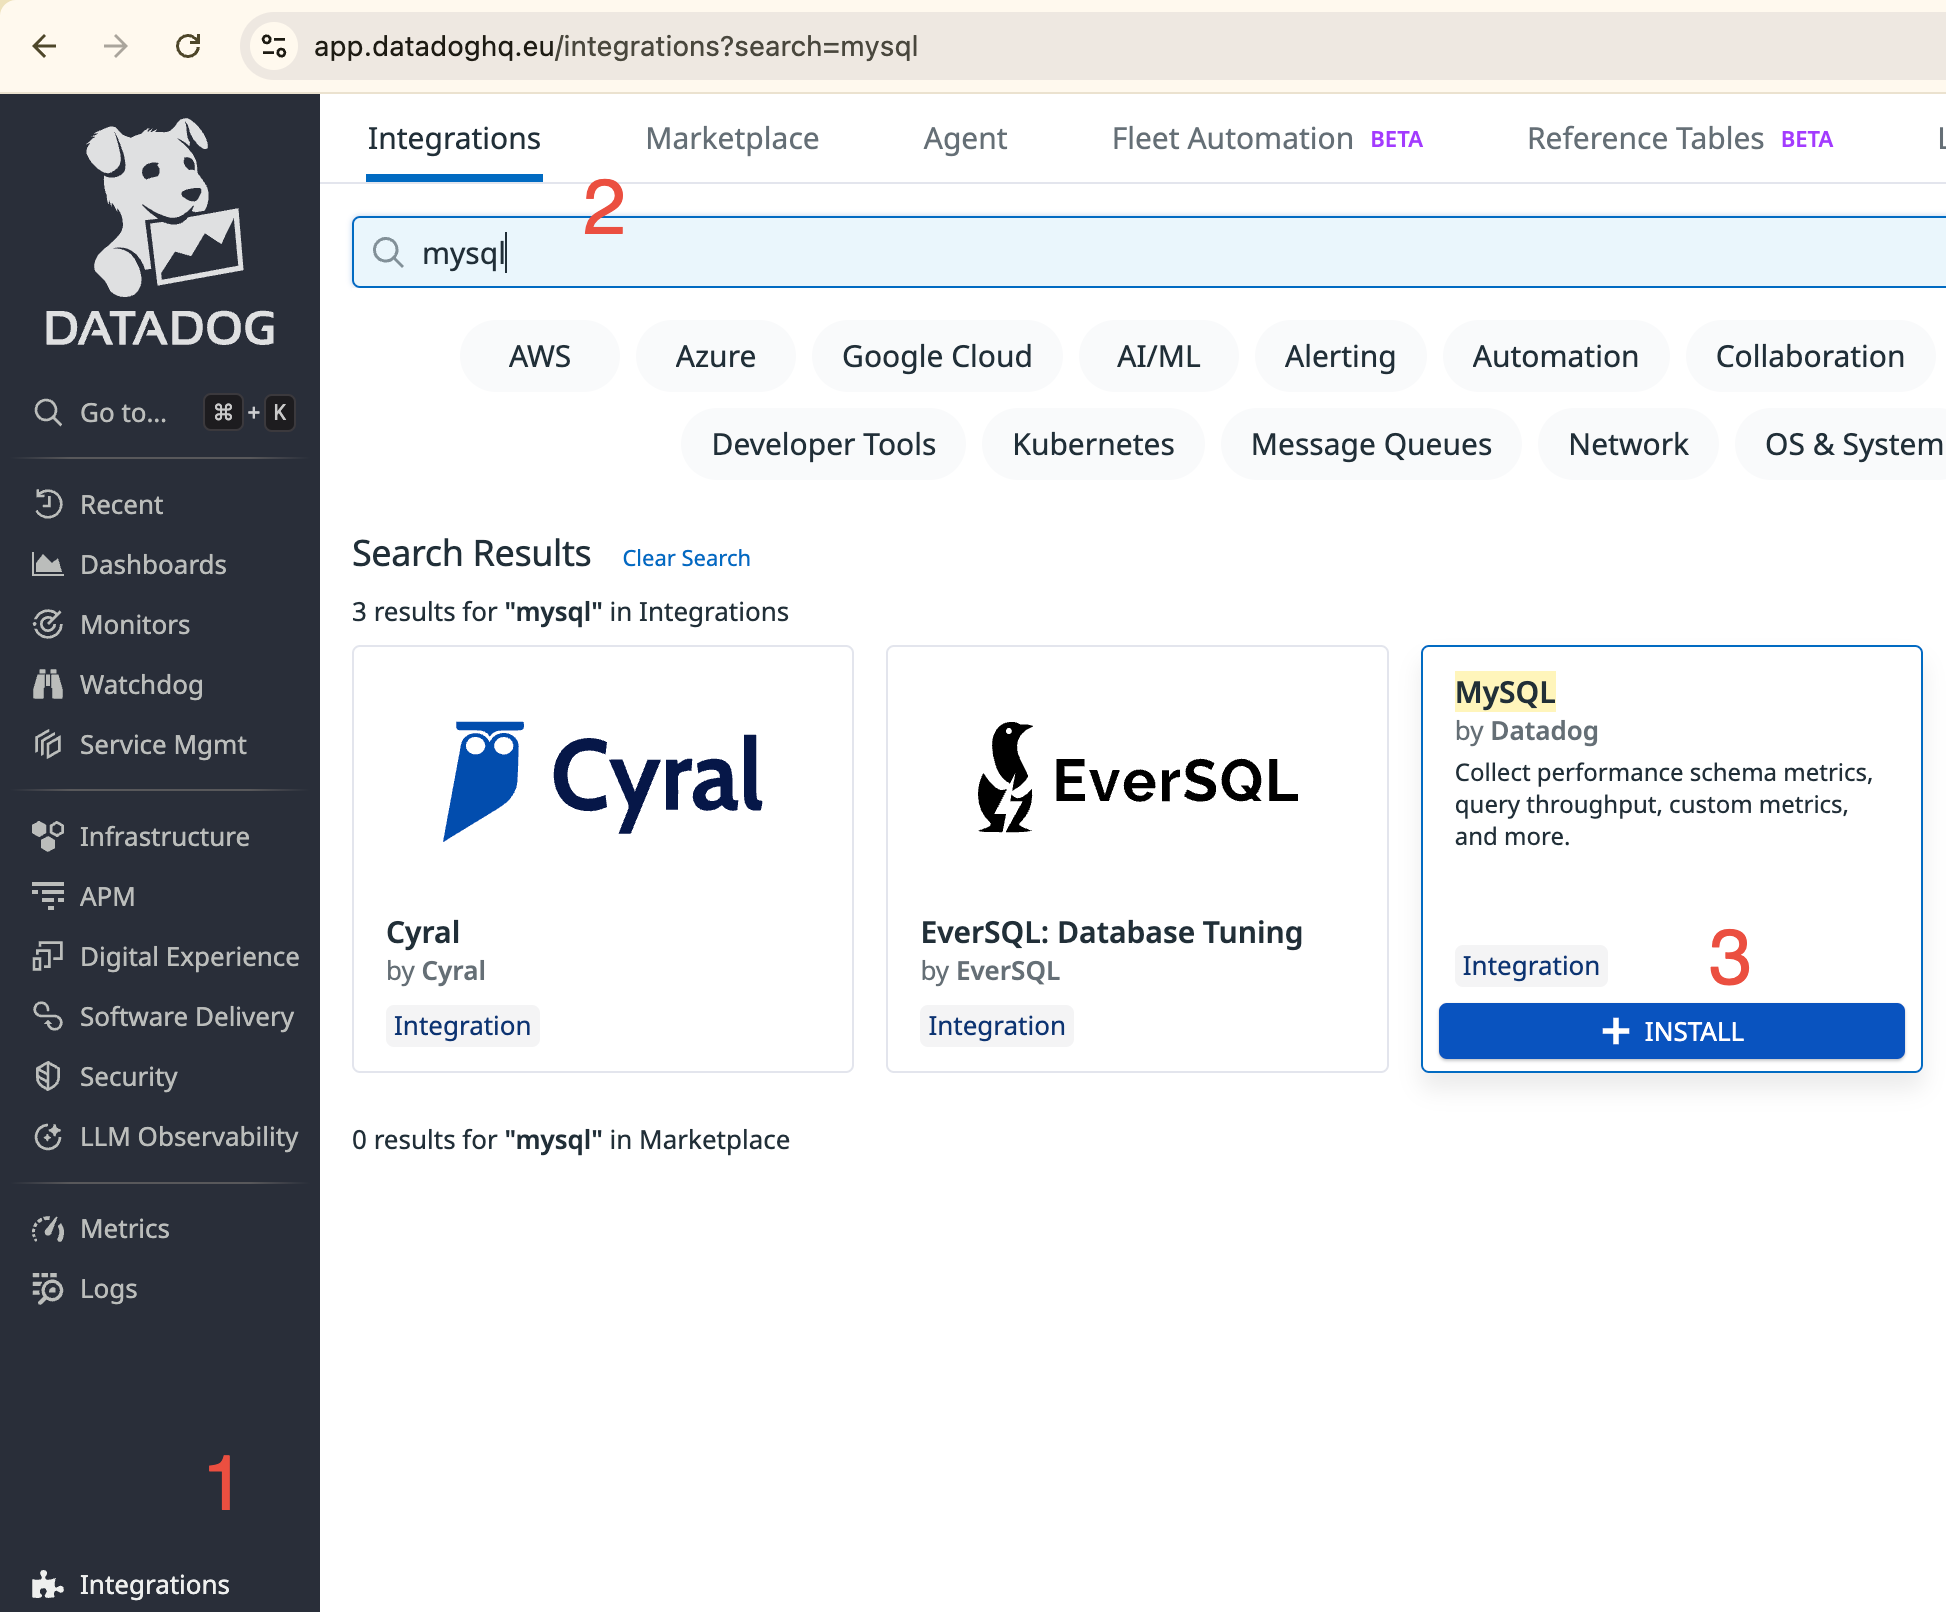 app.datadoghq.eu/integrations?search=mysql
DATADOG
Go to... ⌘ + K
Recent
Dashboards
Monitors
Watchdog
Service Mgmt
Infrastructure
APM
Digital Experience
Software Delivery
Security
LLM Observability
Metrics
Logs
1
Integrations
Integrations Marketplace Agent Fleet Automation BETA Reference Tables BETA
2
mysql
AWS Azure Google Cloud AI/ML Alerting Automation Collaboration
Developer Tools Kubernetes Message Queues Network OS & System
Search Results Clear Search
3 results for "mysql" in Integrations
Cyral
Cyral
by Cyral
Integration
EverSQL
EverSQL: Database Tuning
by EverSQL
Integration
MySQL
by Datadog
Collect performance schema metrics,
query throughput, custom metrics,
and more.
Integration
3
+ INSTALL
0 results for "mysql" in Marketplace